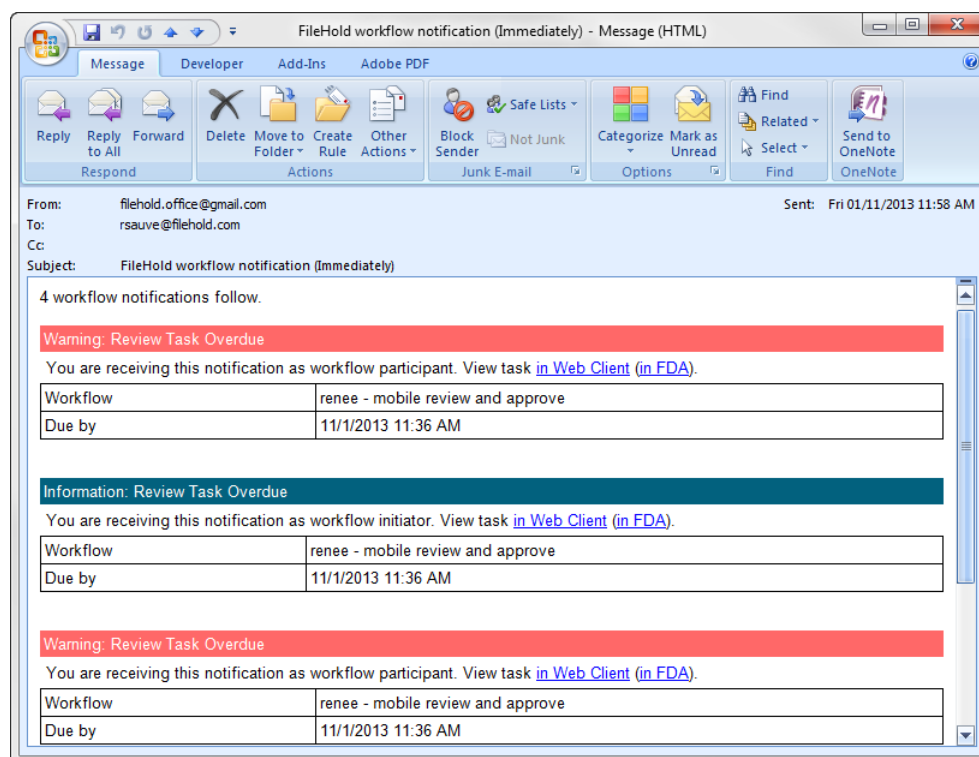 FileHold workflow notification (Immediately) - Message (HTML)
Message Developer Add-Ins Adobe PDF
Reply Reply to All Forward
Respond
Delete Move to Folder Create Rule Other Actions
Actions
Block Sender Safe Lists Not Junk
Junk E-mail
Categorize Mark as Unread
Options
Find Related Select
Find
Send to OneNote
OneNote
From: filehold.office@gmail.com Sent: Fri 01/11/2013 11:58 AM
To: rsauve@filehold.com
Cc:
Subject: FileHold workflow notification (Immediately)
4 workflow notifications follow.
Warning: Review Task Overdue
You are receiving this notification as workflow participant. View task in Web Client (in FDA).
Workflow renee - mobile review and approve
Due by 11/1/2013 11:36 AM
Information: Review Task Overdue
You are receiving this notification as workflow initiator. View task in Web Client (in FDA).
Workflow renee - mobile review and approve
Due by 11/1/2013 11:36 AM
Warning: Review Task Overdue
You are receiving this notification as workflow participant. View task in Web Client (in FDA).
Workflow renee - mobile review and approve
Due by 11/1/2013 11:36 AM